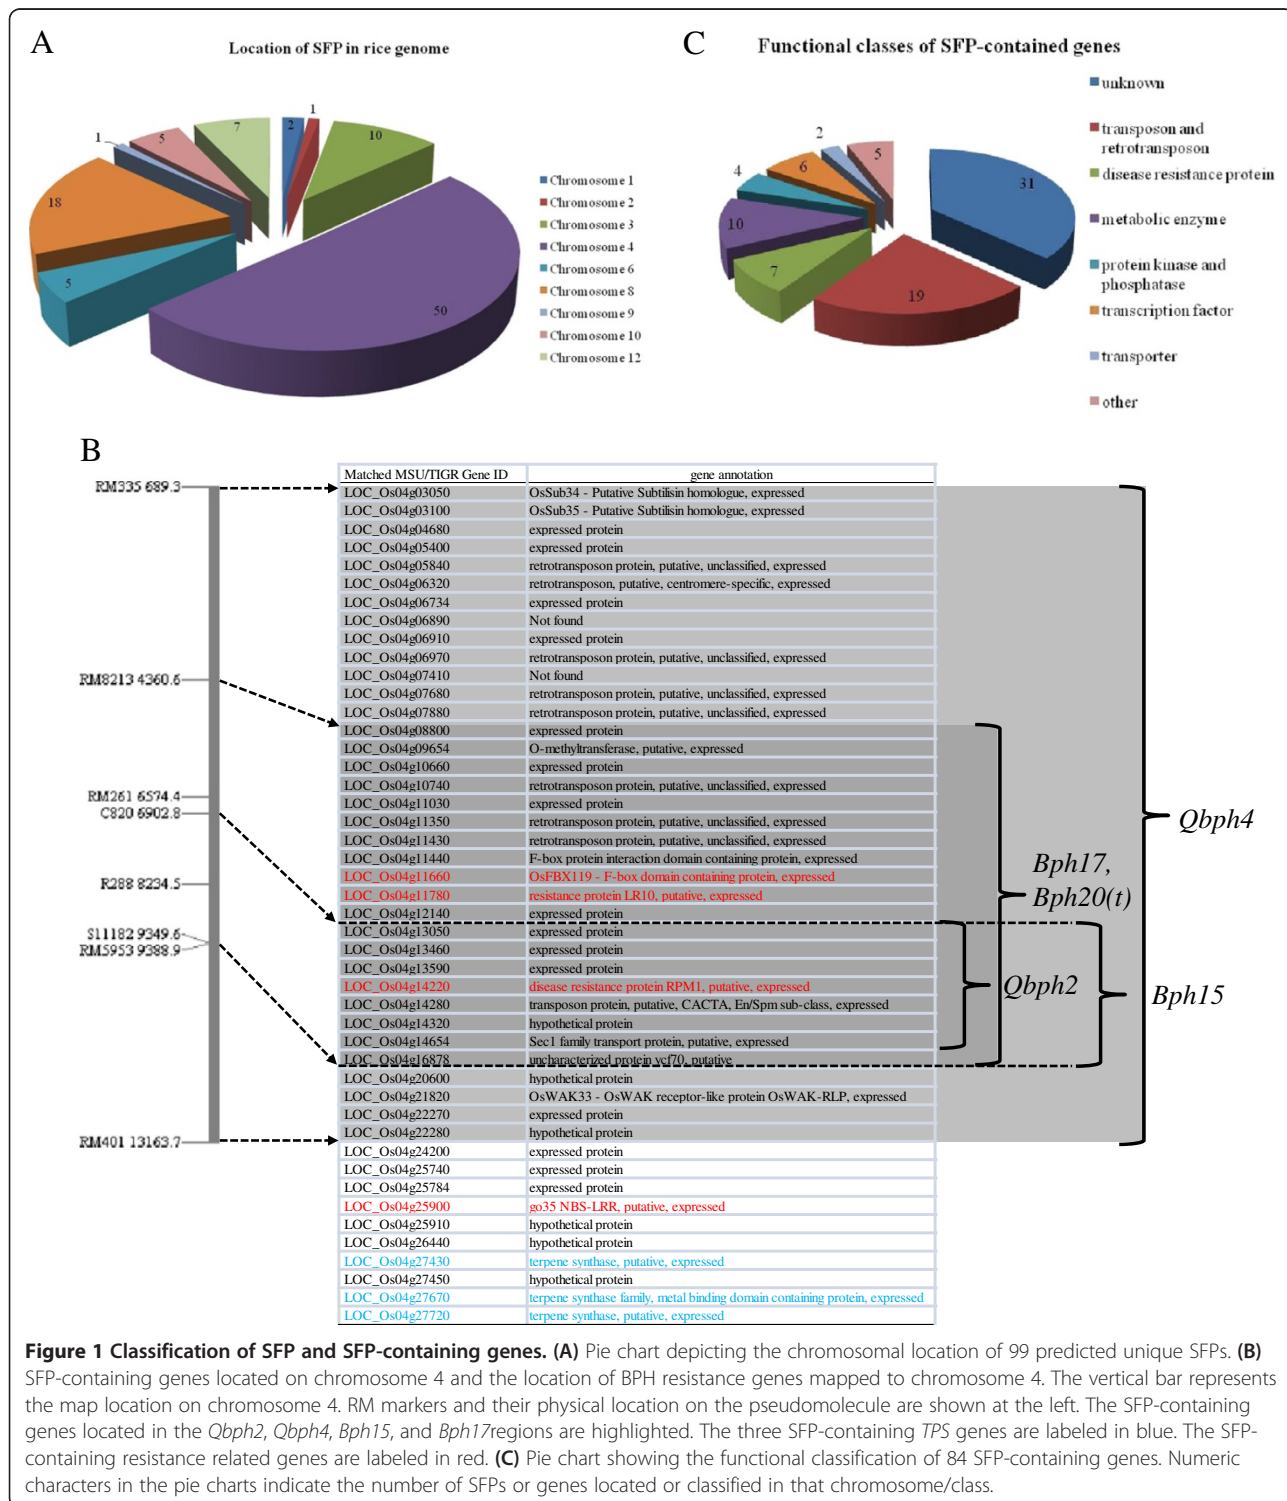 A
Location of SFP in rice genome
2
1
10
50
5
18
1
5
7
Chromosome 1
Chromosome 2
Chromosome 3
Chromosome 4
Chromosome 6
Chromosome 8
Chromosome 9
Chromosome 10
Chromosome 12
C
Functional classes of SFP-contained genes
31
19
7
10
4
6
2
5
unknown
transposon and
retrotransposon
disease resistance protein
metabolic enzyme
protein kinase and
phosphatase
transcription factor
transporter
other
B
RM335 689.3
RM8213 4360.6
RM261 6574.4
C820 6902.8
R288 8234.5
S11182 9349.6
RM5953 9388.9
RM401 13163.7
Matched MSU/TIGR Gene ID gene annotation
LOC_Os04g03050 OsSub34 - Putative Subtilisin homologue, expressed
LOC_Os04g03100 OsSub35 - Putative Subtilisin homologue, expressed
LOC_Os04g04680 expressed protein
LOC_Os04g05400 expressed protein
LOC_Os04g05840 retrotransposon protein, putative, unclassified, expressed
LOC_Os04g06320 retrotransposon, putative, centromere-specific, expressed
LOC_Os04g06734 expressed protein
LOC_Os04g06890 Not found
LOC_Os04g06910 expressed protein
LOC_Os04g06970 retrotransposon protein, putative, unclassified, expressed
LOC_Os04g07410 Not found
LOC_Os04g07680 retrotransposon protein, putative, unclassified, expressed
LOC_Os04g07880 retrotransposon protein, putative, unclassified, expressed
LOC_Os04g08800 expressed protein
LOC_Os04g09654 O-methyltransferase, putative, expressed
LOC_Os04g10660 expressed protein
LOC_Os04g10740 retrotransposon protein, putative, unclassified, expressed
LOC_Os04g11030 expressed protein
LOC_Os04g11350 retrotransposon protein, putative, unclassified, expressed
LOC_Os04g11430 retrotransposon protein, putative, unclassified, expressed
LOC_Os04g11440 F-box protein interaction domain containing protein, expressed
LOC_Os04g11660 OsFBX119 - F-box domain containing protein, expressed
LOC_Os04g11780 resistance protein LR10, putative, expressed
LOC_Os04g12140 expressed protein
LOC_Os04g13050 expressed protein
LOC_Os04g13460 expressed protein
LOC_Os04g13590 expressed protein
LOC_Os04g14220 disease resistance protein RPM1, putative, expressed
LOC_Os04g14280 transposon protein, putative, CACTA, En/Spm sub-class, expressed
LOC_Os04g14320 hypothetical protein
LOC_Os04g14654 Sec1 family transport protein, putative, expressed
LOC_Os04g16878 uncharacterized protein ycf70, putative
LOC_Os04g20600 hypothetical protein
LOC_Os04g21820 OsWAK33 - OsWAK receptor-like protein OsWAK-RLP, expressed
LOC_Os04g22270 expressed protein
LOC_Os04g22280 hypothetical protein
LOC_Os04g24200 expressed protein
LOC_Os04g25740 expressed protein
LOC_Os04g25784 expressed protein
LOC_Os04g25900 go35 NBS-LRR, putative, expressed
LOC_Os04g25910 hypothetical protein
LOC_Os04g26440 hypothetical protein
LOC_Os04g27430 terpene synthase, putative, expressed
LOC_Os04g27450 hypothetical protein
LOC_Os04g27670 terpene synthase family, metal binding domain containing protein, expressed
LOC_Os04g27720 terpene synthase, putative, expressed
Qbph4
Bph17,
Bph20(t)
Qbph2
Bph15
Figure 1 Classification of SFP and SFP-containing genes. (A) Pie chart depicting the chromosomal location of 99 predicted unique SFPs. (B)
SFP-containing genes located on chromosome 4 and the location of BPH resistance genes mapped to chromosome 4. The vertical bar represents
the map location on chromosome 4. RM markers and their physical location on the pseudomolecule are shown at the left. The SFP-containing
genes located in the Qbph2, Qbph4, Bph15, and Bph17regions are highlighted. The three SFP-containing TPS genes are labeled in blue. The SFP-
containing resistance related genes are labeled in red. (C) Pie chart showing the functional classification of 84 SFP-containing genes. Numeric
characters in the pie charts indicate the number of SFPs or genes located or classified in that chromosome/class.